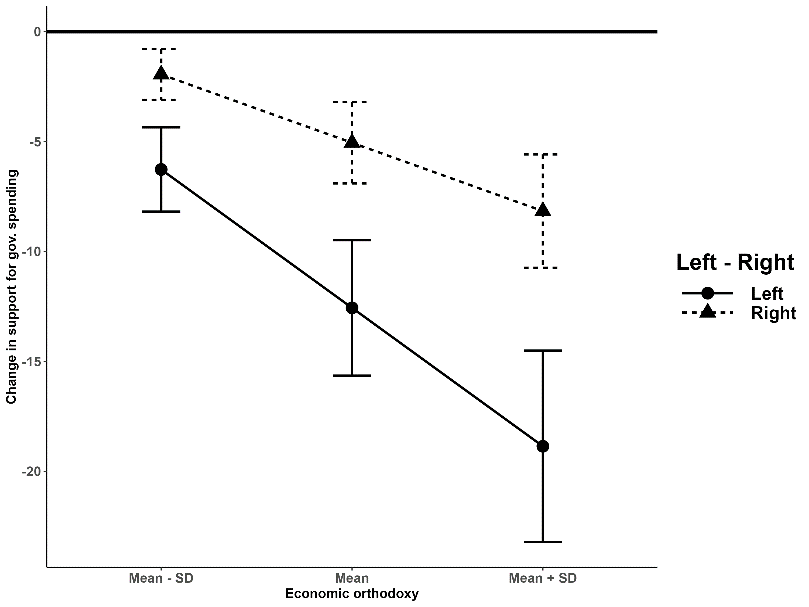 Change in support for gov. spending
0
-5
-10
-15
-20
Mean - SD
Mean
Mean + SD
Economic orthodoxy
Left - Right
Left
Right